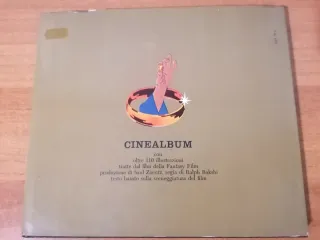 CINEALBUM
con
oltre 130 illustrazioni
tratte dal film della Fantasy Film
produzione di Saul Zaentz regia di Ralph Bakshi
testo basato sulla sceneggiatura del film